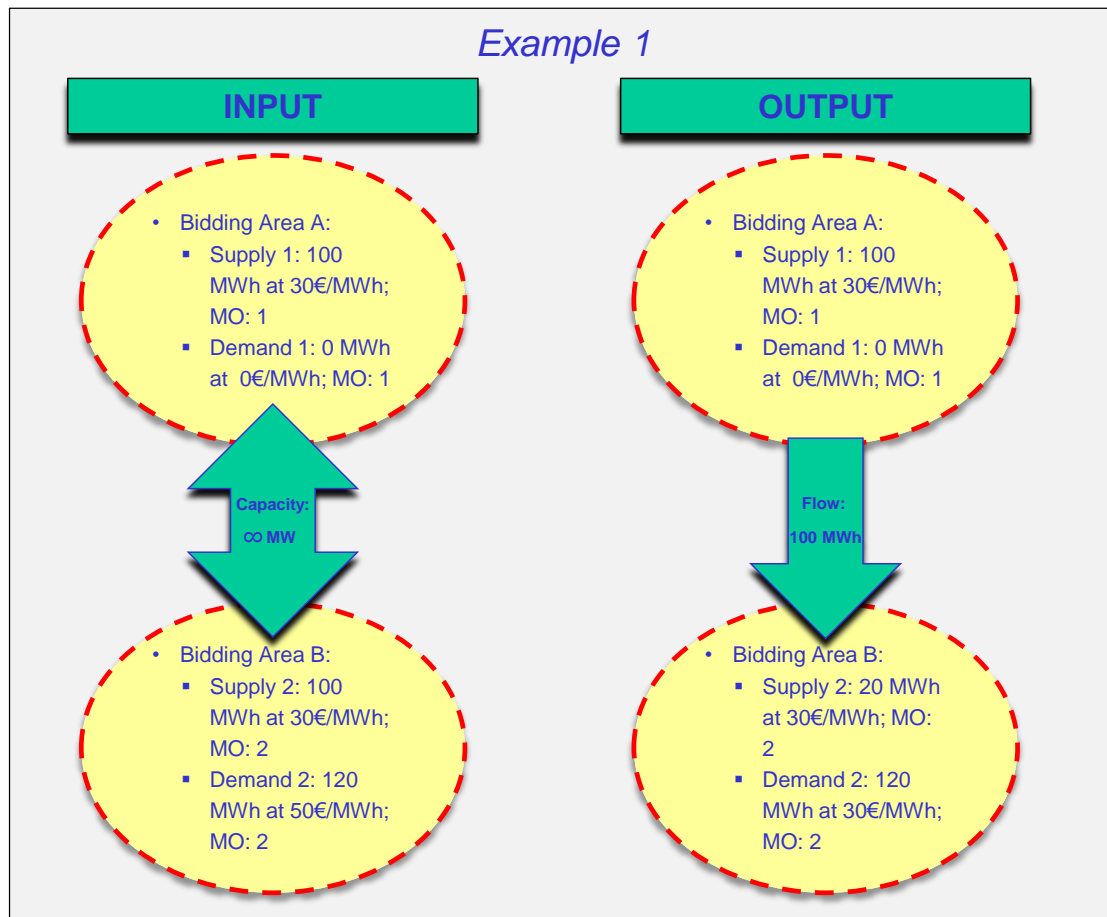 Example 1
INPUT
• Bidding Area A:
▪ Supply 1: 100
MWh at 30€/MWh;
MO: 1
▪ Demand 1: 0 MWh
at 0€/MWh; MO: 1
Capacity:
∞ MW
• Bidding Area B:
▪ Supply 2: 100
MWh at 30€/MWh;
MO: 2
▪ Demand 2: 120
MWh at 50€/MWh;
MO: 2
OUTPUT
• Bidding Area A:
▪ Supply 1: 100
MWh at 30€/MWh;
MO: 1
▪ Demand 1: 0 MWh
at 0€/MWh; MO: 1
Flow:
100 MWh
• Bidding Area B:
▪ Supply 2: 20 MWh
at 30€/MWh; MO:
2
▪ Demand 2: 120
MWh at 30€/MWh;
MO: 2